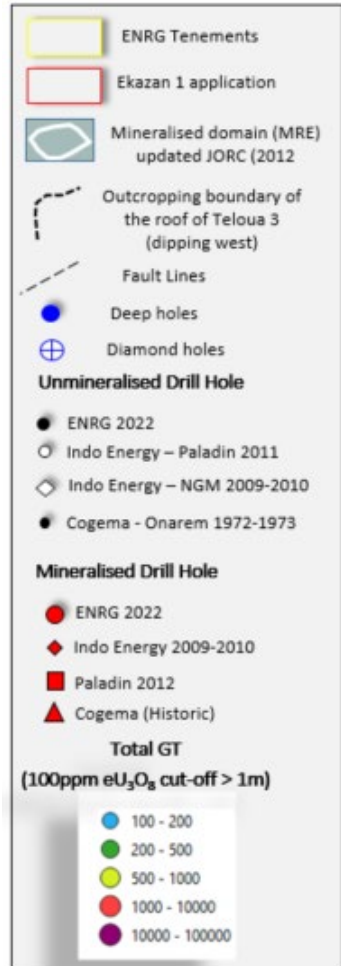 ENRG Tenements
Ekazan 1 application
Mineralised domain (MRE)
updated JORC (2012
Outcropping boundary of
the roof of Teloua 3
(dipping west)
Fault Lines
Deep holes
Diamond holes
Unmineralised Drill Hole
ENRG 2022
Indo Energy – Paladin 2011
Indo Energy – NGM 2009-2010
Cogema - Onarem 1972-1973
Mineralised Drill Hole
ENRG 2022
Indo Energy 2009-2010
Paladin 2012
Cogema (Historic)
Total GT
(100ppm eU₃O₈ cut-off > 1m)
100 - 200
200 - 500
500 - 1000
1000 - 10000
10000 - 100000